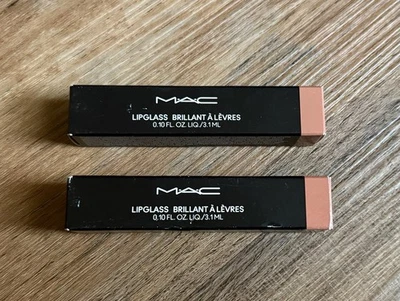 MAC
LIPGLASS BRILLANT À LÈVRES
0.10 FL. OZ. LIQ./3.1 ML
MAC
LIPGLASS BRILLANT À LÈVRES
0.10 FL. OZ. LIQ./3.1 ML